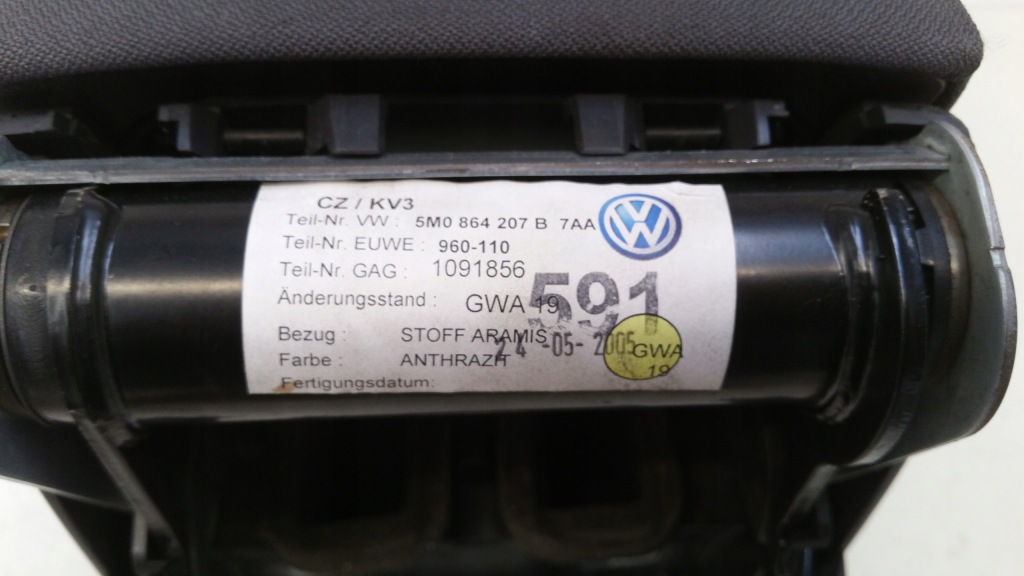 CZ / KV3
Teil-Nr. VW : 5M0 864 207 B 7AA
Teil-Nr. EUWE : 960-110
Teil-Nr. GAG : 1091856
Änderungsstand : GWA 19
591
Bezug : STOFF ARAMIS
24 -05- 2005
Farbe : ANTHRAZIT
GWA
19
Fertigungsdatum: